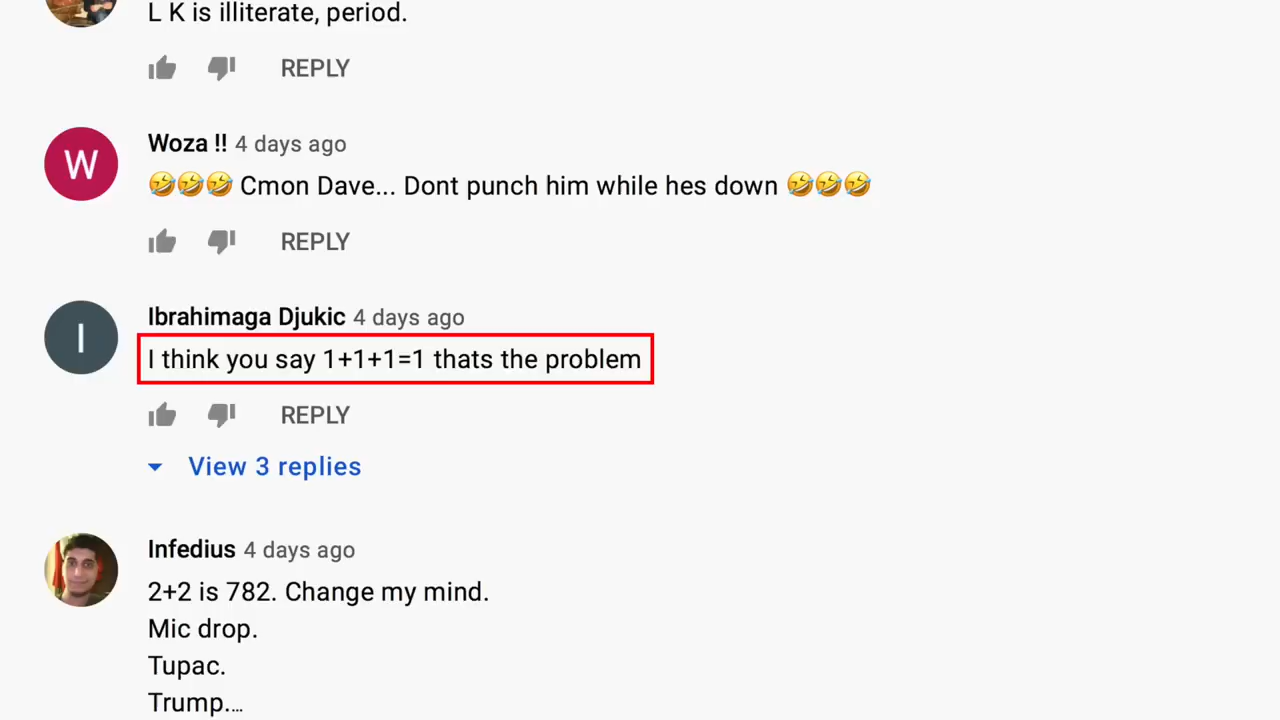 L K is illiterate, period.
REPLY
W
Woza !! 4 days ago
🤣🤣🤣 Cmon Dave... Dont punch him while hes down 🤣🤣🤣
REPLY
I
Ibrahimaga Djukic 4 days ago
I think you say 1+1+1=1 thats the problem
REPLY
View 3 replies
Infedius 4 days ago
2+2 is 782. Change my mind.
Mic drop.
Tupac.
Trump....